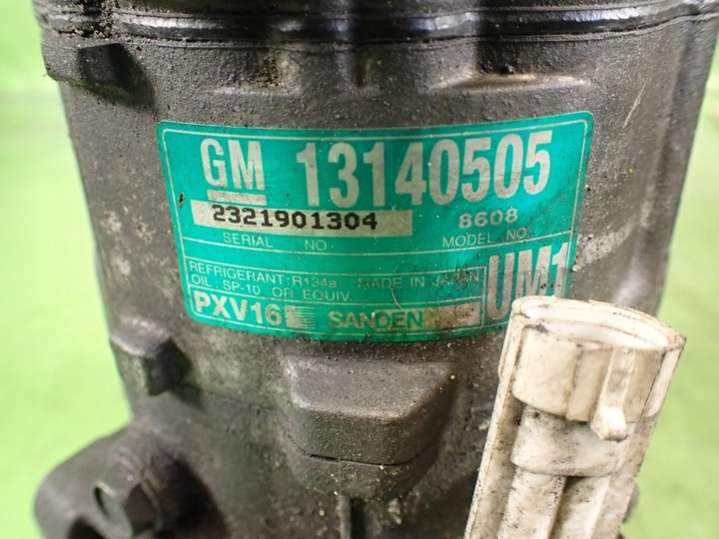 GM 13140505
2321901304 8608
SERIAL NO. MODEL NO.
REFRIGERANT:R134a MADE IN JAPAN
OIL: SP-10 OR EQUIV.
UM1
PXV16 SANDEN